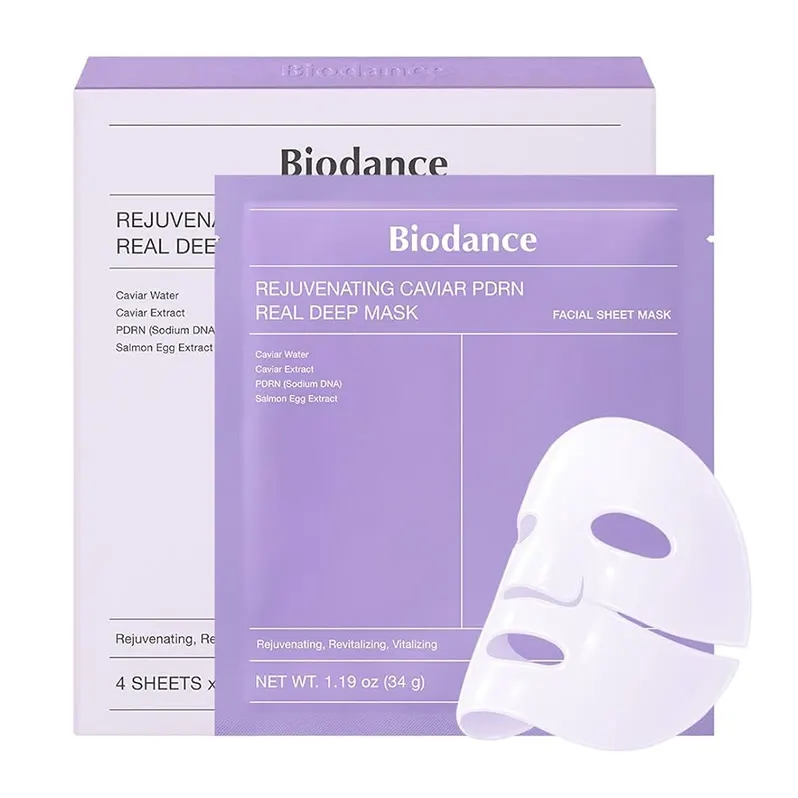 Biodance
Biodance
REJUVENA
REAL DEE
Caviar Water
Caviar Extract
PDRN (Sodium DNA
Salmon Egg Extract
Rejuvenating, Re
4 SHEETS x
Biodance
REJUVENATING CAVIAR PDRN
REAL DEEP MASK
FACIAL SHEET MASK
Caviar Water
Caviar Extract
PDRN (Sodium DNA)
Salmon Egg Extract
Rejuvenating, Revitalizing, Vitalizing
NET WT. 1.19 oz (34 g)